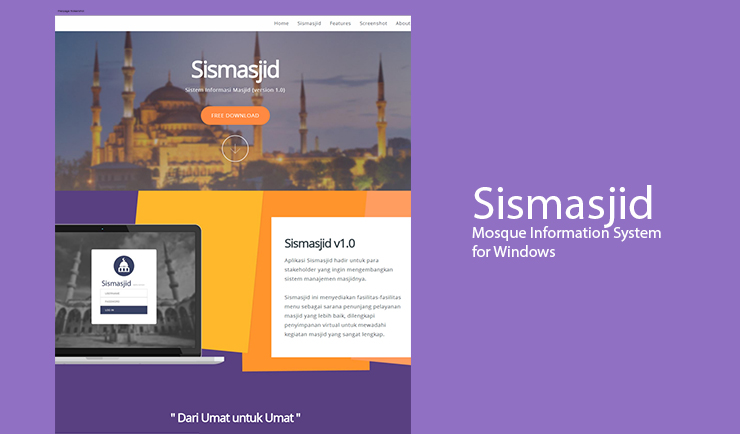 Home Sismasjid Features Screenshot About
Sismasjid
Sistem Informasi Masjid (version 1.0)
FREE DOWNLOAD
Sismasjid v1.0
Aplikasi Sismasjid hadir untuk para
stakeholder yang ingin mengembangkan
sistem manajemen masjidnya.
Sismasjid ini menyediakan fasilitas-fasilitas
menu sebagai sarana penunjang pelayanan
masjid yang lebih baik, dilengkapi
penyimpanan virtual untuk mewadahi
kegiatan masjid yang sangat lengkap.
Sismasjid
LOG IN
" Dari Umat untuk Umat "
Sismasjid
Mosque Information System
for Windows